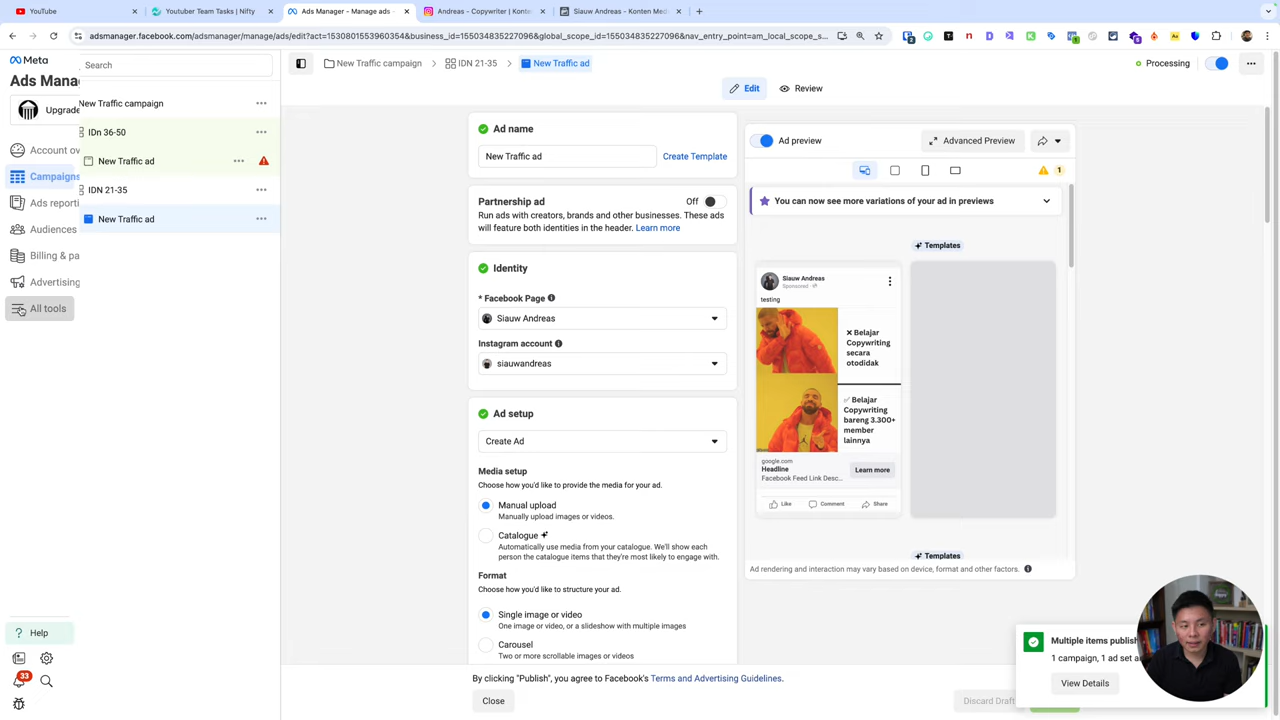 YouTube
Youtuber Team Tasks | Nifty
Ads Manager - Manage ads -
Andreas - Copywriter | Konten
Siauw Andreas - Konten Medi
adsmanager.facebook.com/adsmanager/manage/ads/edit?act=1530801553960354&business_id=155034835227096&global_scope_id=155034835227096&nav_entry_point=am_local_scope_s...
Meta
Ads Mana
Upgrade
Account ov
Campaigns
Ads reporti
Audiences
Billing & pa
Advertising
All tools
Help
33
Search
New Traffic campaign
IDn 36-50
New Traffic ad
IDN 21-35
New Traffic ad
New Traffic campaign
IDN 21-35
New Traffic ad
Processing
Edit
Review
Ad name
New Traffic ad
Create Template
Partnership ad
Off
Run ads with creators, brands and other businesses. These ads
will feature both identities in the header. Learn more
Identity
* Facebook Page
Siauw Andreas
Instagram account
siauwandreas
Ad setup
Create Ad
Media setup
Choose how you'd like to provide the media for your ad.
Manual upload
Manually upload images or videos.
Catalogue
Automatically use media from your catalogue. We'll show each
person the catalogue items that they're most likely to engage with.
Format
Choose how you'd like to structure your ad.
Single image or video
One image or video, or a slideshow with multiple images
Carousel
Two or more scrollable images or videos
Ad preview
Advanced Preview
1
You can now see more variations of your ad in previews
Templates
Siauw Andreas
Sponsored
testing
❌ Belajar
Copywriting
secara
otodidak
✅ Belajar
Copywriting
bareng 3.300+
member
lainnya
google.com
Headline
Facebook Feed Link Desc...
Learn more
Like
Comment
Share
Templates
Ad rendering and interaction may vary based on device, format and other factors.
By clicking "Publish", you agree to Facebook's Terms and Advertising Guidelines.
Close
Discard Draft
Multiple items publish
1 campaign, 1 ad set a
View Details